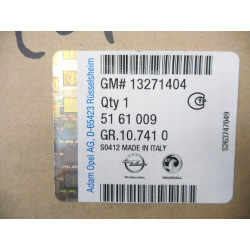 Adam Opel AG, D-65423 Rüsselsheim
GM# 13271404
Qty 1
51 61 009
GR.10.741 0
S0412 MADE IN ITALY
S263747049